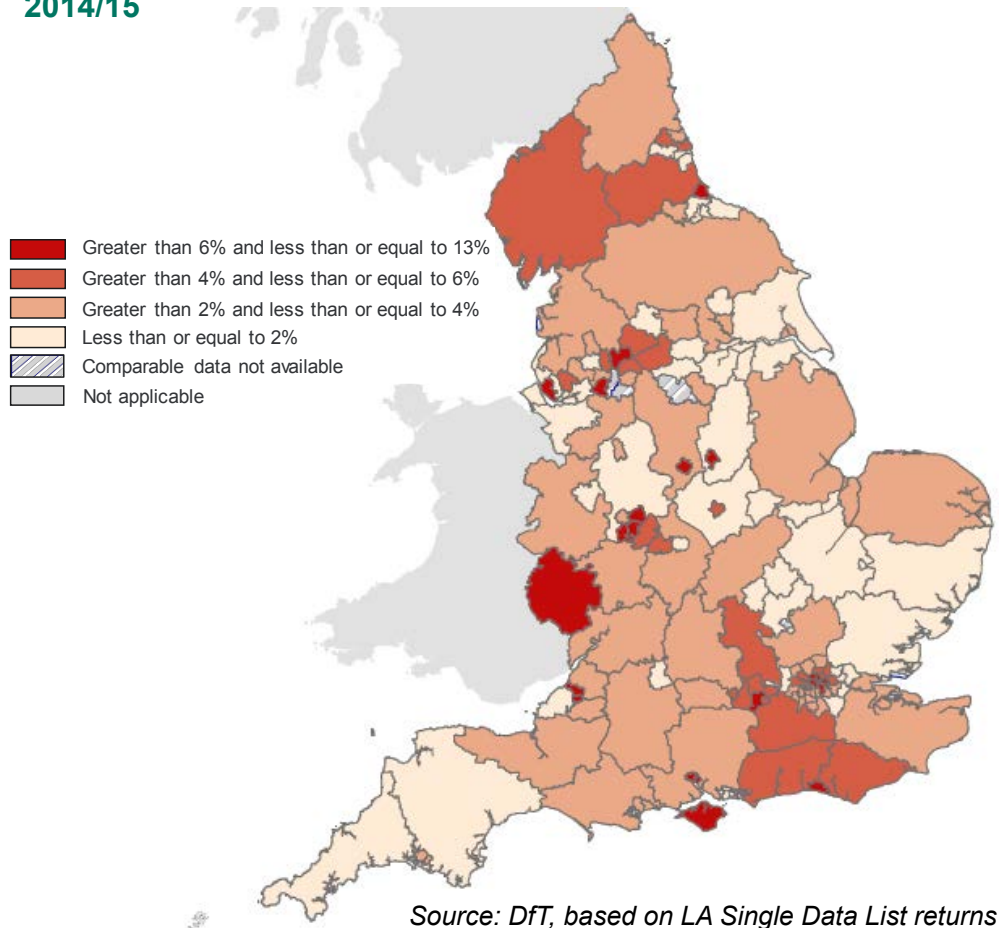 2014/15
Greater than 6% and less than or equal to 13%
Greater than 4% and less than or equal to 6%
Greater than 2% and less than or equal to 4%
Less than or equal to 2%
Comparable data not available
Not applicable
Source: DfT, based on LA Single Data List returns